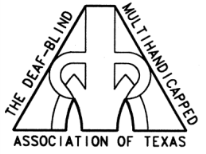 THE DEAF-BLIND
MULTIHANDICAPPED
ASSOCIATION OF TEXAS